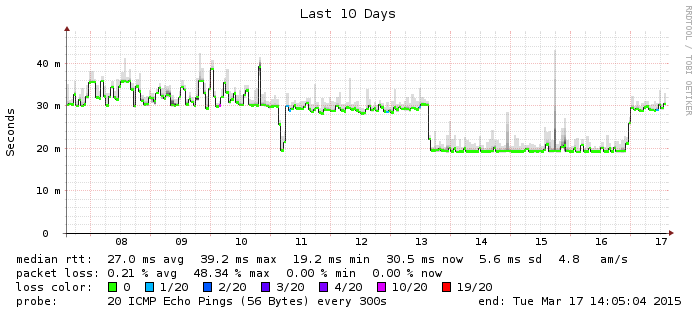 Last 10 Days
RRDTOOL / TOBI OETIKER
Seconds
40 m
30 m
20 m
10 m
0
08 09 10 11 12 13 14 15 16 17
median rtt: 27.0 ms avg 39.2 ms max 19.2 ms min 30.5 ms now 5.6 ms sd 4.8 am/s
packet loss: 0.21 % avg 48.34 % max 0.00 % min 0.00 % now
loss color: 0 1/20 2/20 3/20 4/20 10/20 19/20
probe: 20 ICMP Echo Pings (56 Bytes) every 300s end: Tue Mar 17 14:05:04 2015